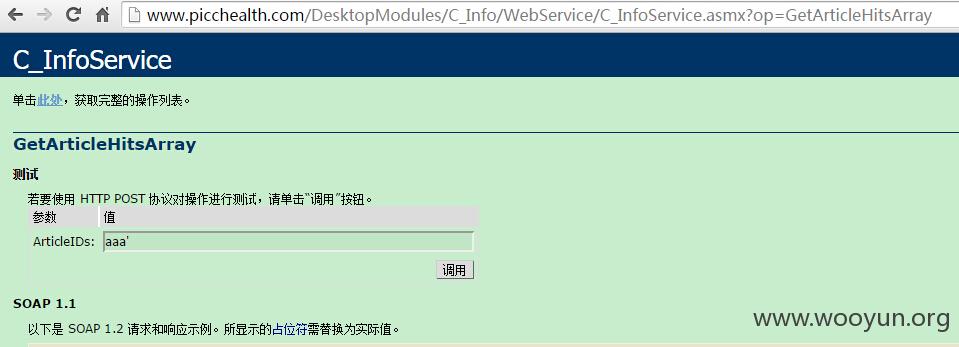 www.picchealth.com/DesktopModules/C_Info/WebService/C_InfoService.asmx?op=GetArticleHitsArray
C_InfoService
单击此处，获取完整的操作列表。
GetArticleHitsArray
测试
若要使用 HTTP POST 协议对操作进行测试，请单击“调用”按钮。
参数 值
ArticleIDs: aaa'
调用
SOAP 1.1
以下是 SOAP 1.2 请求和响应示例。所显示的占位符需替换为实际值。
www.wooyun.org